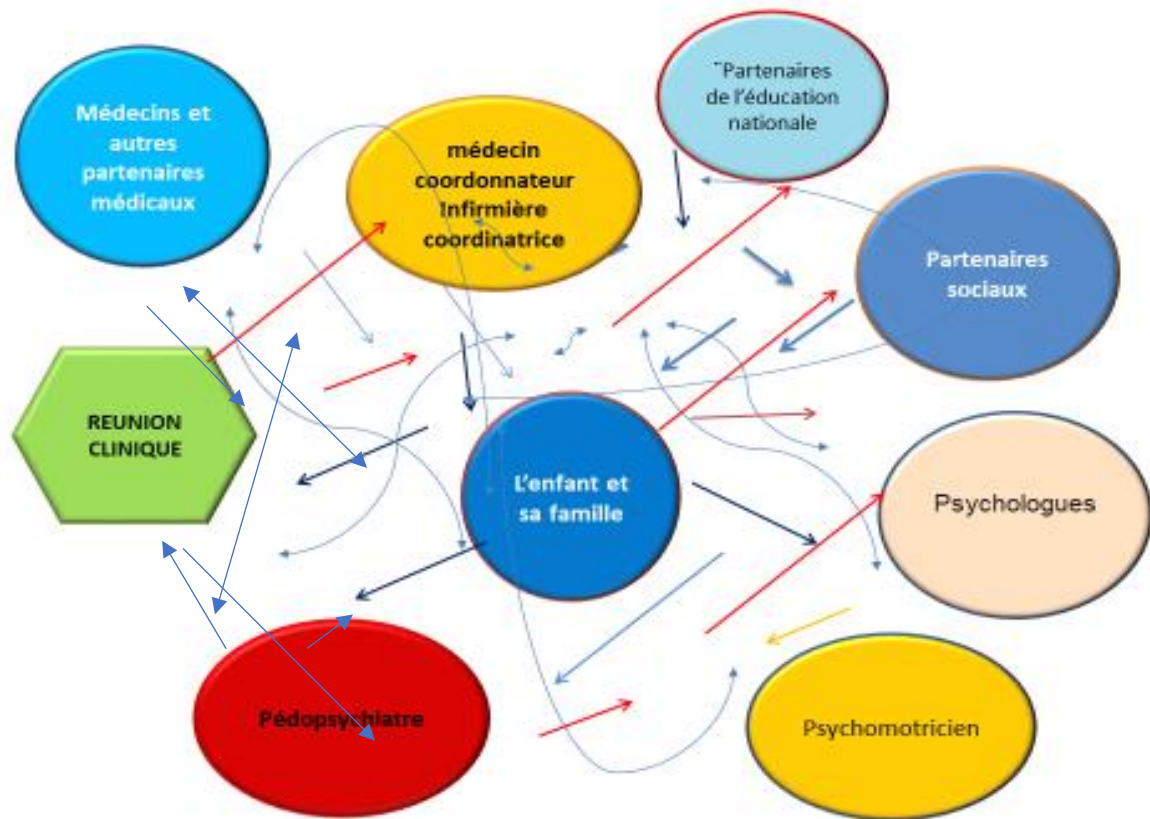 Médecins et
autres
partenaires
médicaux
médecin
coordonnateur
Infirmière
coordinatrice
¨Partenaires
de l'éducation
nationale
Partenaires
sociaux
REUNION
CLINIQUE
L'enfant et
sa famille
Psychologues
Pédopsychiatre
Psychomotricien